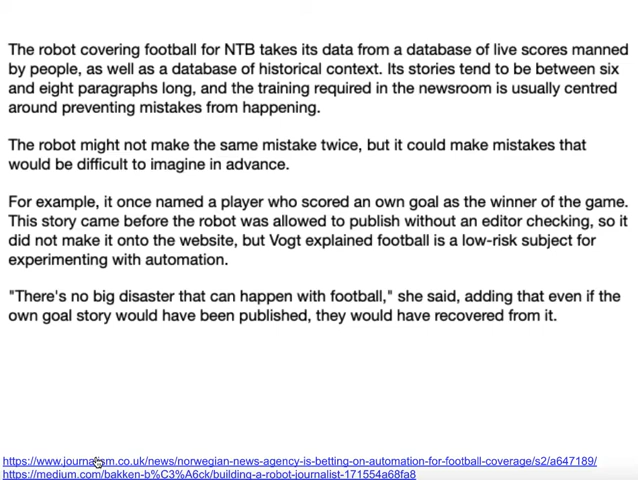 The robot covering football for NTB takes its data from a database of live scores manned
by people, as well as a database of historical context. Its stories tend to be between six
and eight paragraphs long, and the training required in the newsroom is usually centred
around preventing mistakes from happening.
The robot might not make the same mistake twice, but it could make mistakes that
would be difficult to imagine in advance.
For example, it once named a player who scored an own goal as the winner of the game.
This story came before the robot was allowed to publish without an editor checking, so it
did not make it onto the website, but Vogt explained football is a low-risk subject for
experimenting with automation.
"There's no big disaster that can happen with football," she said, adding that even if the
own goal story would have been published, they would have recovered from it.
https://www.journalism.co.uk/news/norwegian-news-agency-is-betting-on-automation-for-football-coverage/s2/a647189/
https://medium.com/bakken-b%C3%A6ck/building-a-robot-journalist-171554a68fa8